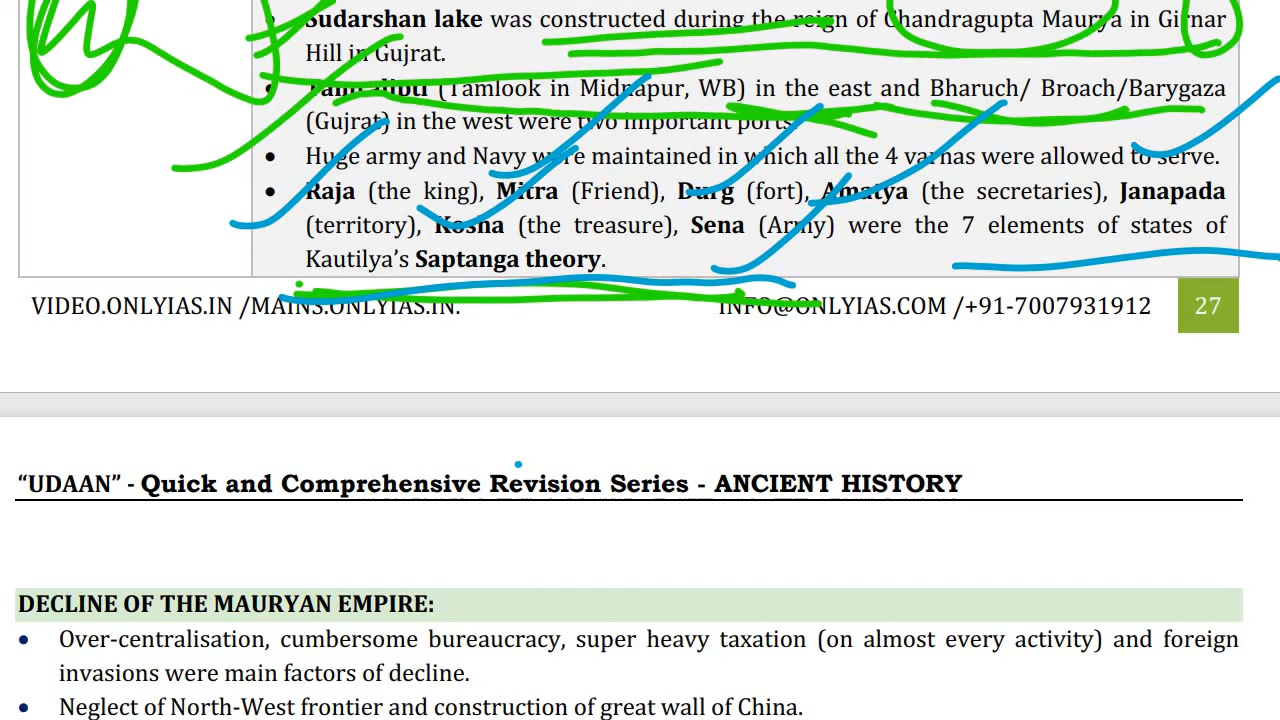 • Sudarshan lake was constructed during the reign of Chandragupta Maurya in Girnar
Hill in Gujrat.
• Tamralipti (Tamlook in Midnapur, WB) in the east and Bharuch/ Broach/Barygaza
(Gujrat) in the west were two important ports.
• Huge army and Navy were maintained in which all the 4 varnas were allowed to serve.
• Raja (the king), Mitra (Friend), Durg (fort), Amatya (the secretaries), Janapada
(territory), Kosha (the treasure), Sena (Army) were the 7 elements of states of
Kautilya’s Saptanga theory.
VIDEO.ONLYIAS.IN /MAINS.ONLYIAS.IN. INFO@ONLYIAS.COM /+91-7007931912 27
“UDAAN” - Quick and Comprehensive Revision Series - ANCIENT HISTORY
DECLINE OF THE MAURYAN EMPIRE:
• Over-centralisation, cumbersome bureaucracy, super heavy taxation (on almost every activity) and foreign
invasions were main factors of decline.
• Neglect of North-West frontier and construction of great wall of China.